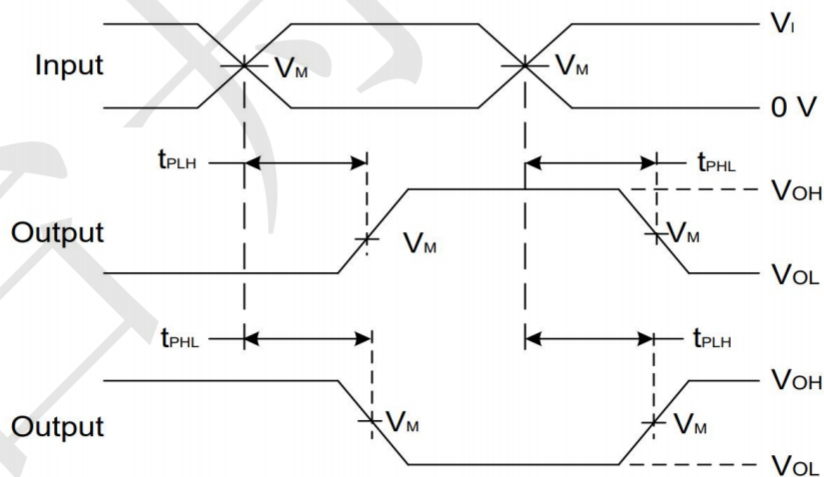 VI
Input VM VM
0 V
tPLH tPHL
VOH
Output VM VM
VOL
tPHL tPLH
VOH
Output VM VM
VOL